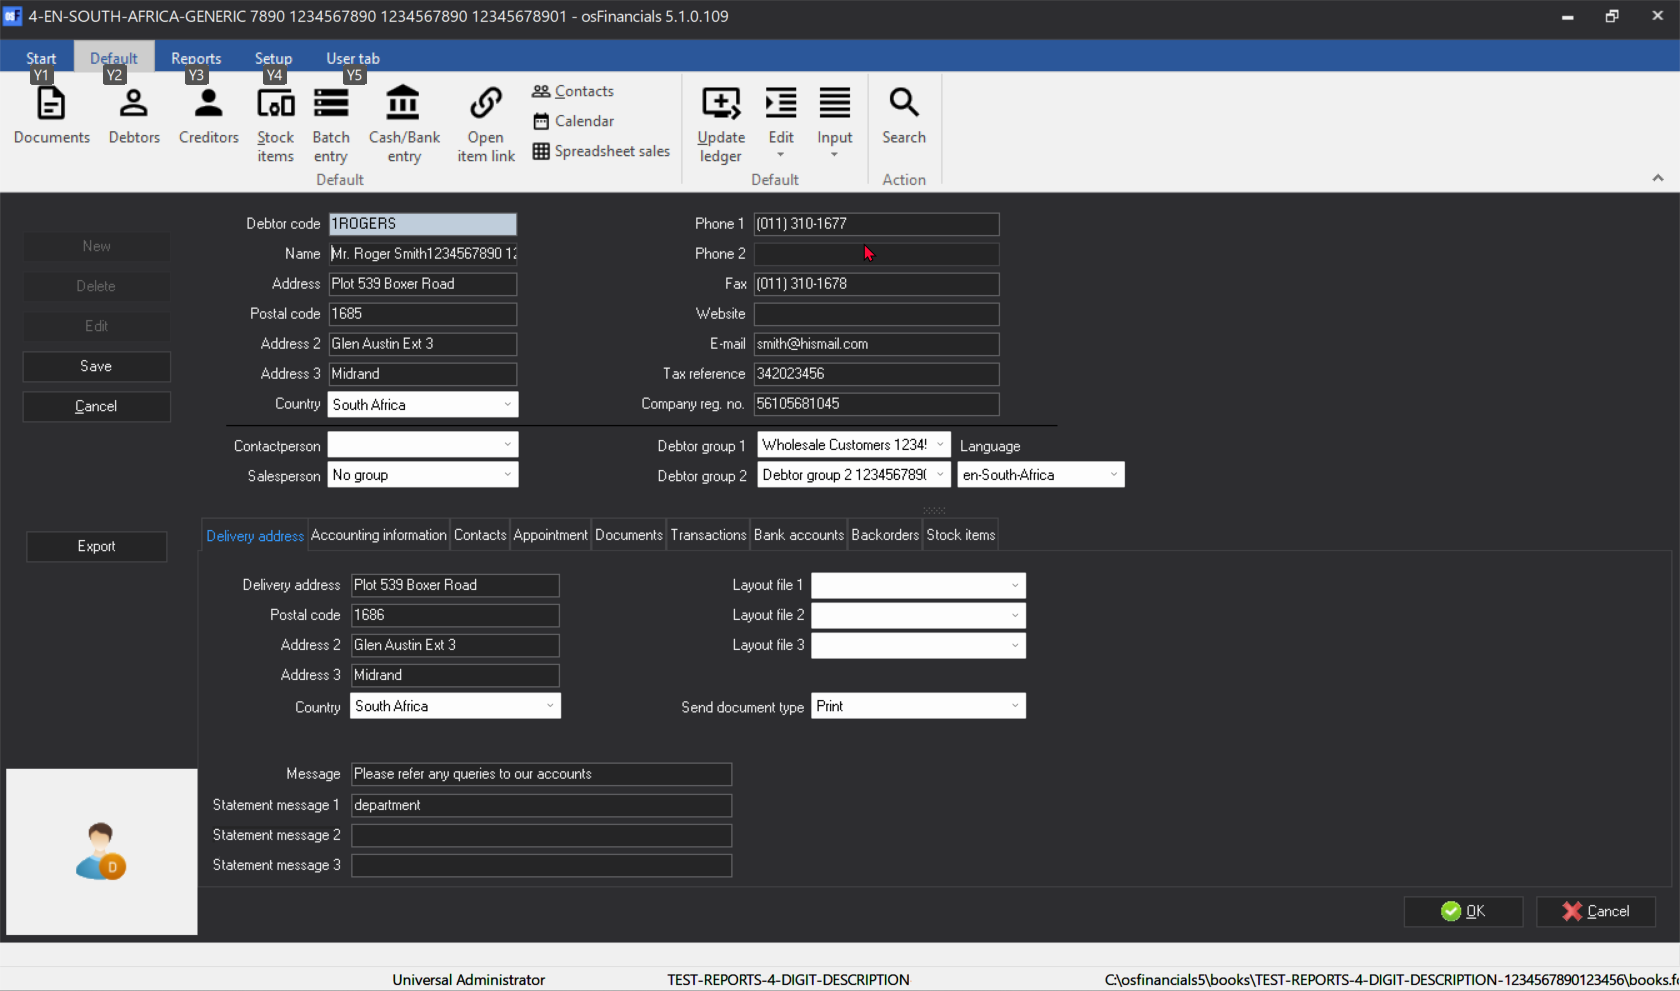 4-EN-SOUTH-AFRICA-GENERIC 7890 1234567890 1234567890 12345678901 - osFinancials 5.1.0.109
Start Default Reports Setup User tab
Y1 Y2 Y3 Y4 Y5
Documents
Debtors
Creditors
Stock items
Batch entry
Cash/Bank entry
Open item link
Contacts
Calendar
Spreadsheet sales
Default
Update ledger
Edit
Input
Default
Search
Action
New
Delete
Edit
Save
Cancel
Export
Debtor code 1ROGERS
Name Mr. Roger Smith1234567890 12
Address Plot 539 Boxer Road
Postal code 1685
Address 2 Glen Austin Ext 3
Address 3 Midrand
Country South Africa
Phone 1 (011) 310-1677
Phone 2
Fax (011) 310-1678
Website
E-mail smith@hismail.com
Tax reference 342023456
Company reg. no. 56105681045
Contactperson
Salesperson No group
Debtor group 1 Wholesale Customers 1234! Language
Debtor group 2 Debtor group 2 123456789( en-South-Africa
Delivery address Accounting information Contacts Appointment Documents Transactions Bank accounts Backorders Stock items
Delivery address Plot 539 Boxer Road
Postal code 1686
Address 2 Glen Austin Ext 3
Address 3 Midrand
Country South Africa
Layout file 1
Layout file 2
Layout file 3
Send document type Print
Message Please refer any queries to our accounts
Statement message 1 department
Statement message 2
Statement message 3
D
OK Cancel
Universal Administrator TEST-REPORTS-4-DIGIT-DESCRIPTION C:\osfinancials5\books\TEST-REPORTS-4-DIGIT-DESCRIPTION-1234567890123456\books.f